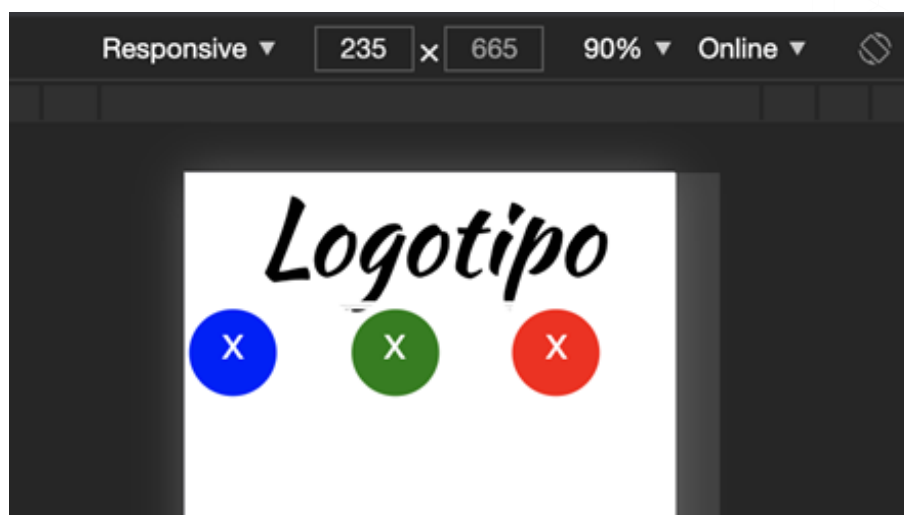 Responsive ▼ 235 × 665 90% ▼ Online ▼
Logotipo
X X X